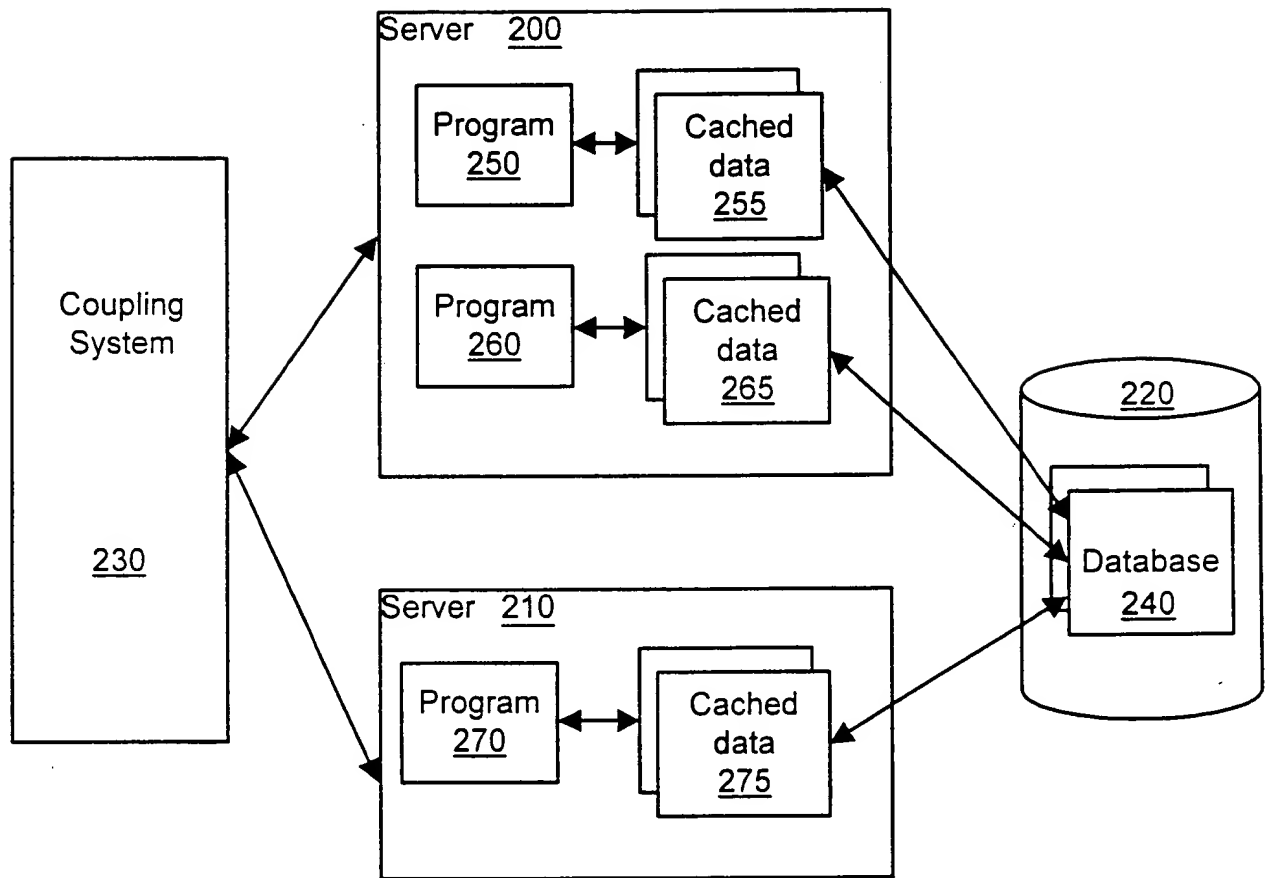 Server 200
Program
250
Cached
data
255
Program
260
Cached
data
265
Coupling
System
230
220
Database
240
Server 210
Program
270
Cached
data
275